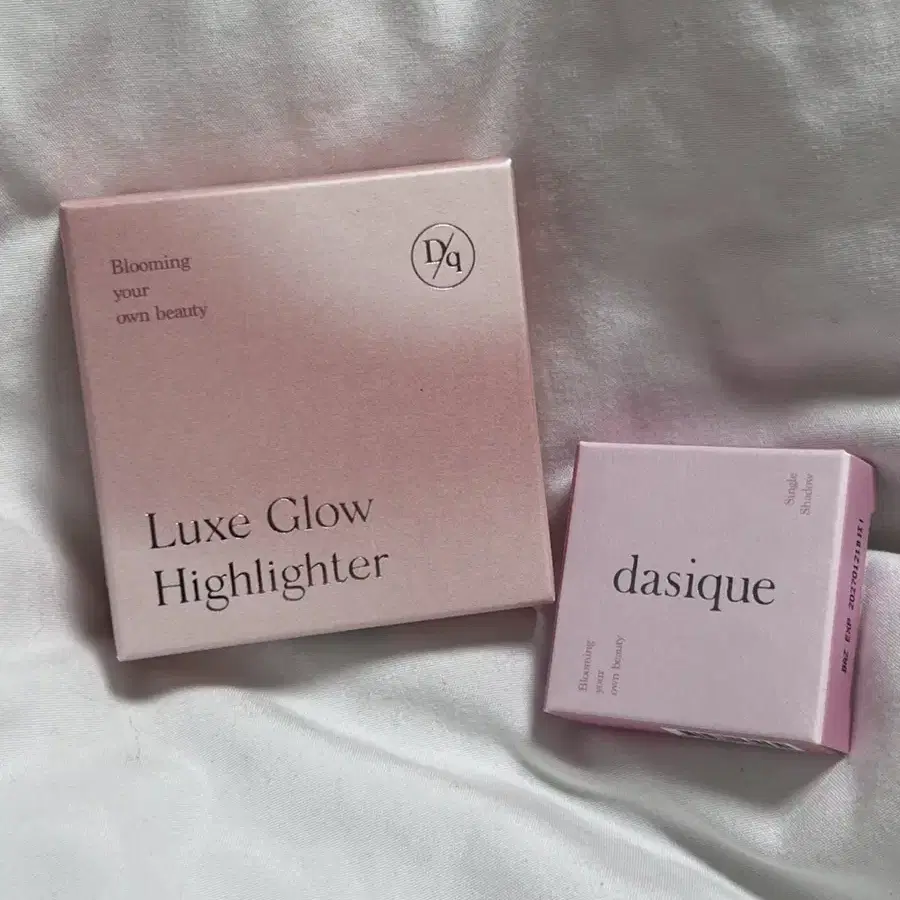 Blooming
your
own beauty
D/q
Luxe Glow
Highlighter
Single
Shadow
dasique
Blooming
your
own beauty